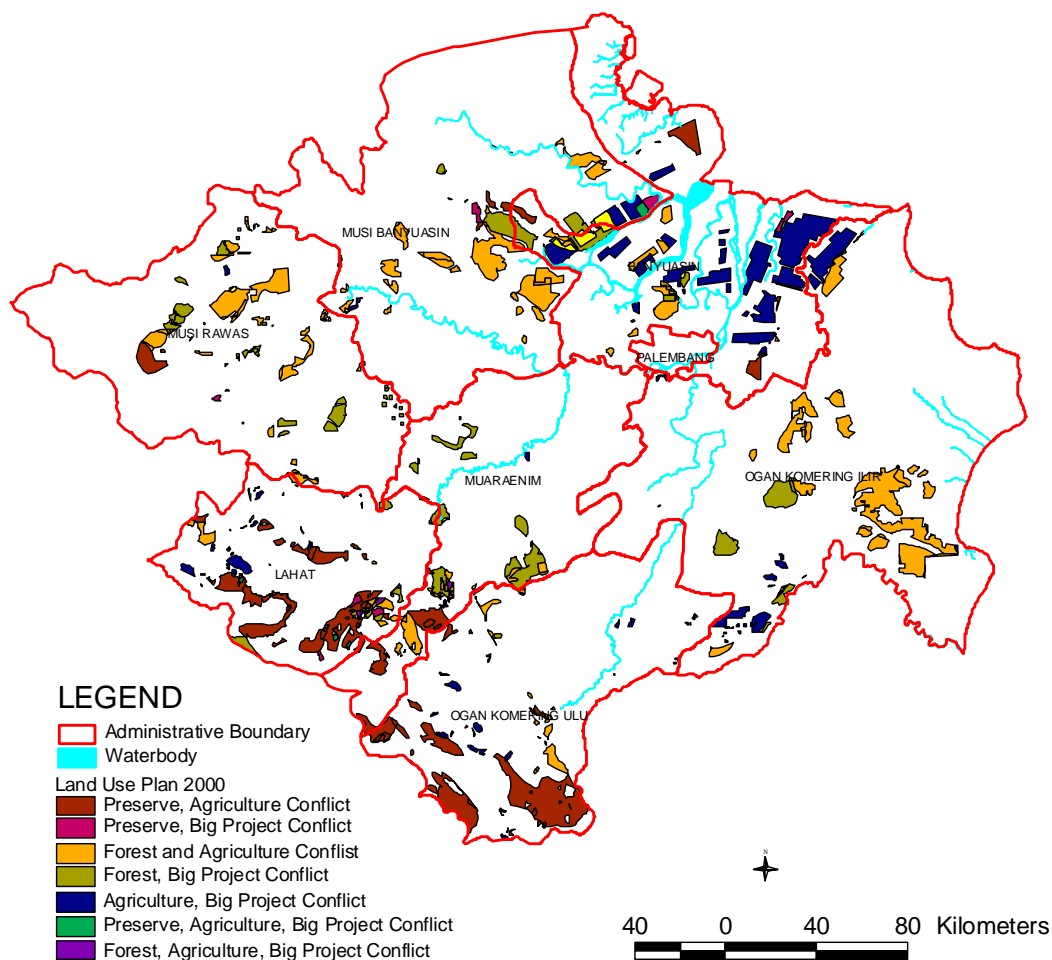 MUSI BANYUASIN
BANYUASIN
MUSI RAWAS
PALEMBANG
OGAN KOMERING ILIR
MUARAENIM
LAHAT
OGAN KOMERING ULU
LEGEND
Administrative Boundary
Waterbody
Land Use Plan 2000
Preserve, Agriculture Conflict
Preserve, Big Project Conflict
Forest and Agriculture Conflist
Forest, Big Project Conflict
Agriculture, Big Project Conflict
Preserve, Agriculture, Big Project Conflict
Forest, Agriculture, Big Project Conflict
N
40 0 40 80 Kilometers